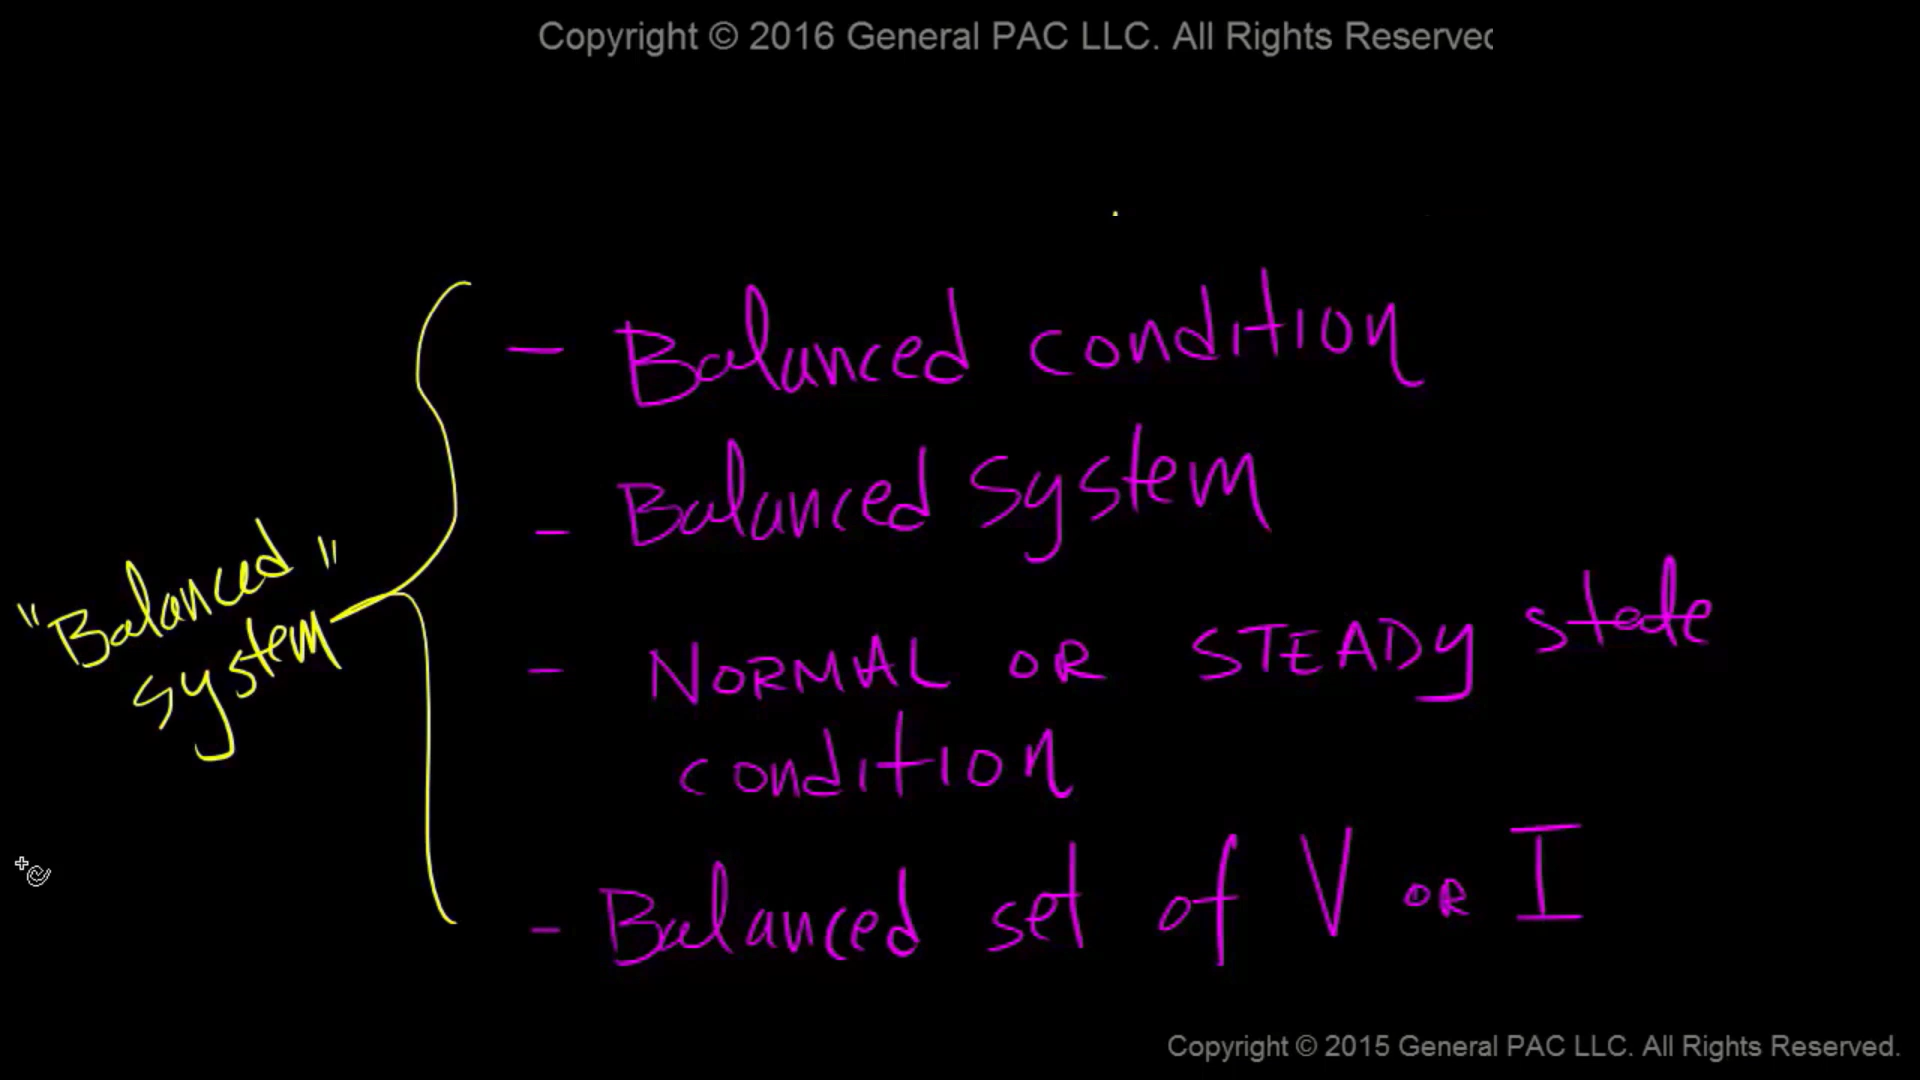 Copyright © 2016 General PAC LLC. All Rights Reserved
- Balanced condition
- Balanced system
"Balanced"
system
- NORMAL OR STEADY state
condition
- Balanced set of V OR I
Copyright © 2015 General PAC LLC. All Rights Reserved.